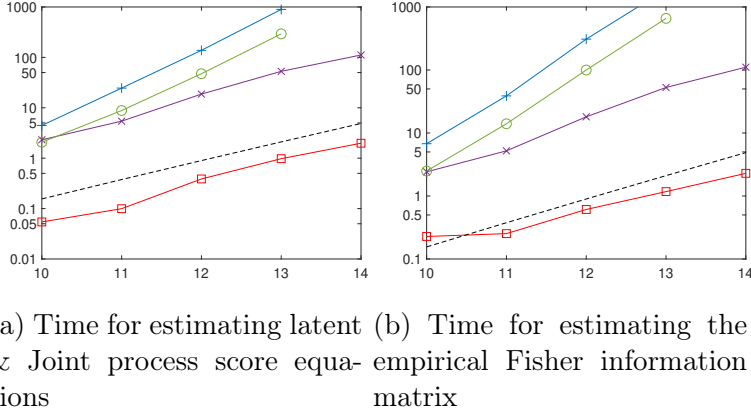 1000
100
50
10
5
1
0.5
0.1
0.05
0.01
10 11 12 13 14
1000
100
50
10
5
1
0.5
0.1
10 11 12 13 14
a) Time for estimating latent
& Joint process score equa-
ions
(b) Time for estimating the
empirical Fisher information
matrix